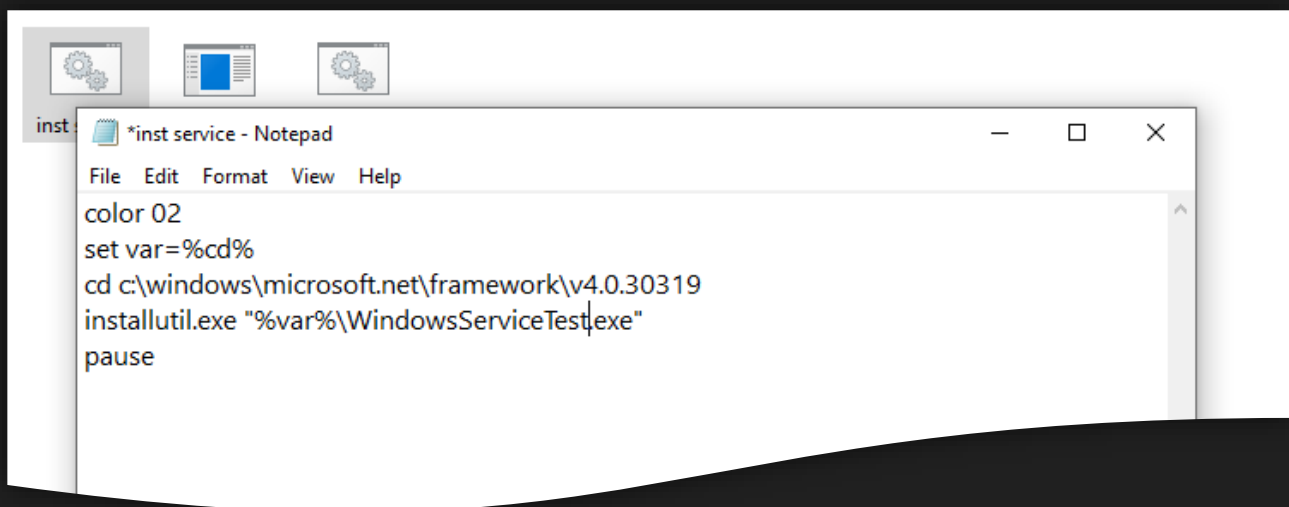 inst
*inst service - Notepad
File Edit Format View Help
color 02
set var=%cd%
cd c:\windows\microsoft.net\framework\v4.0.30319
installutil.exe "%var%\WindowsServiceTest.exe"
pause